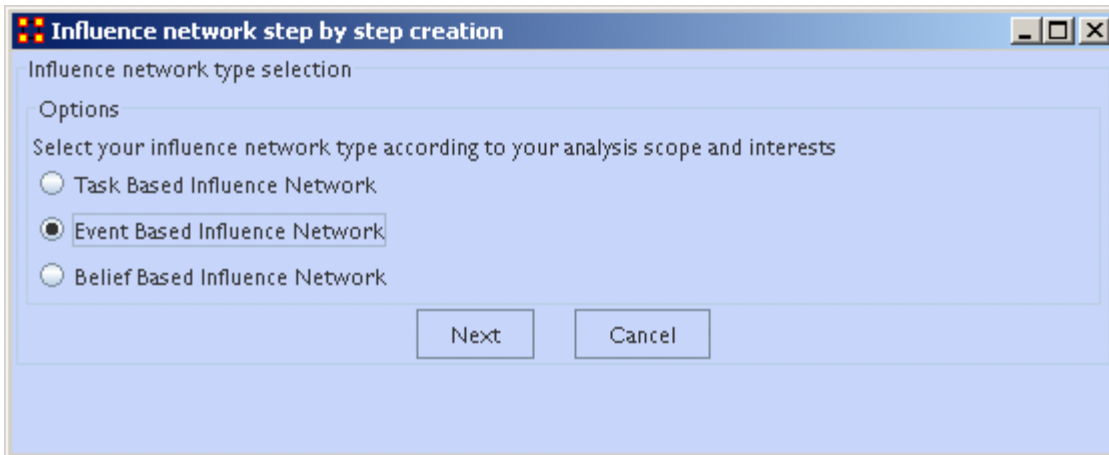 Influence network step by step creation
Influence network type selection
Options
Select your influence network type according to your analysis scope and interests
Task Based Influence Network
Event Based Influence Network
Belief Based Influence Network
Next Cancel